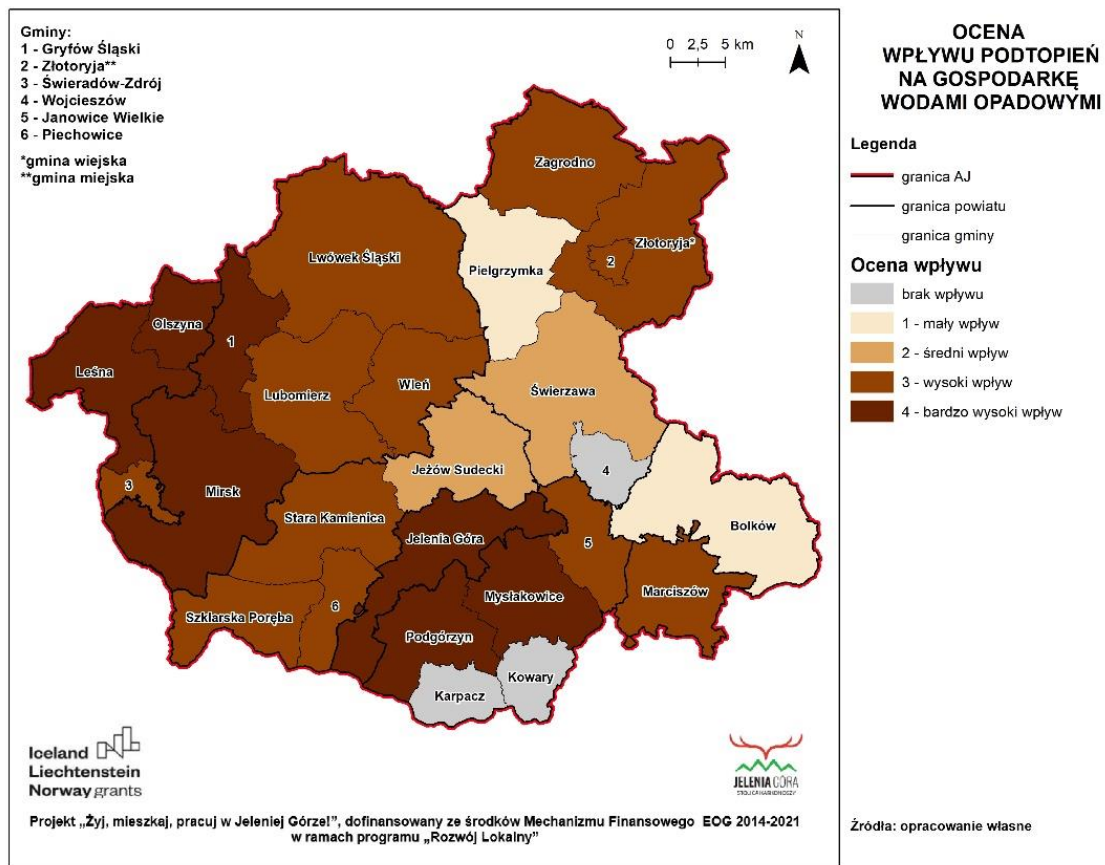 Gminy:
1 - Gryfów Śląski
2 - Złotoryja**
3 - Świeradów-Zdrój
4 - Wojcieszów
5 - Janowice Wielkie
6 - Piechowice
*gmina wiejska
**gmina miejska
0 2,5 5 km
N
Zagrodno
Lwówek Śląski
Złotoryja*
2
Pielgrzymka
Olszyna
1
Leśna
Lubomierz
Wleń
Świerzawa
Jeżów Sudecki
4
3
Mirsk
Stara Kamienica
Bolków
Jelenia Góra
5
Marciszów
Mysłakowice
6
Szklarska Poręba
Podgórzyn
Kowary
Karpacz
Iceland
Liechtenstein
Norway grants
JELENIA GÓRA
STOLICA KARKONOSZY
Projekt „Żyj, mieszkaj, pracuj w Jeleniej Górze!”, dofinansowany ze środków Mechanizmu Finansowego EOG 2014-2021
w ramach programu „Rozwój Lokalny”
OCENA
WPŁYWU PODTOPIEŃ
NA GOSPODARKĘ
WODAMI OPADOWYMI
Legenda
granica AJ
granica powiatu
granica gminy
Ocena wpływu
brak wpływu
1 - mały wpływ
2 - średni wpływ
3 - wysoki wpływ
4 - bardzo wysoki wpływ
Źródła: opracowanie własne